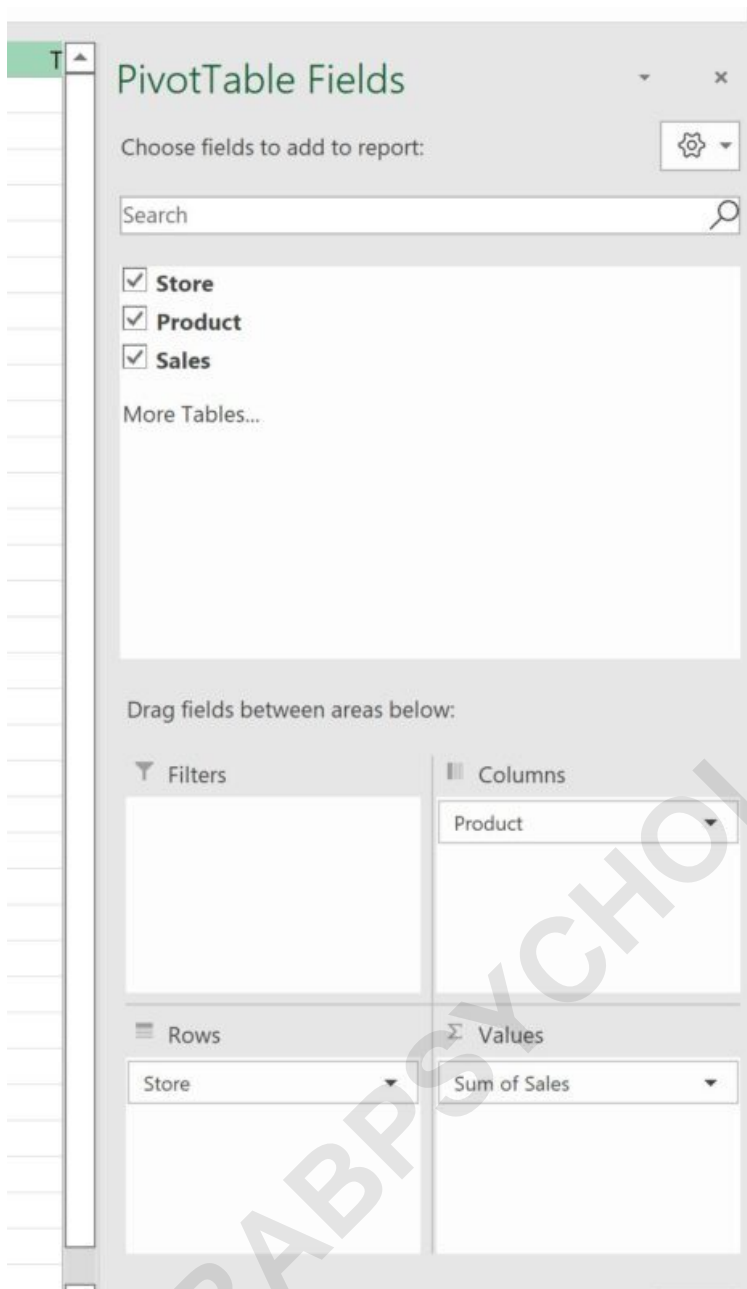 T
PivotTable Fields
Choose fields to add to report:
Search
Store
Product
Sales
More Tables...
Drag fields between areas below:
Filters
Columns
Product
Rows
Σ Values
Store
Sum of Sales